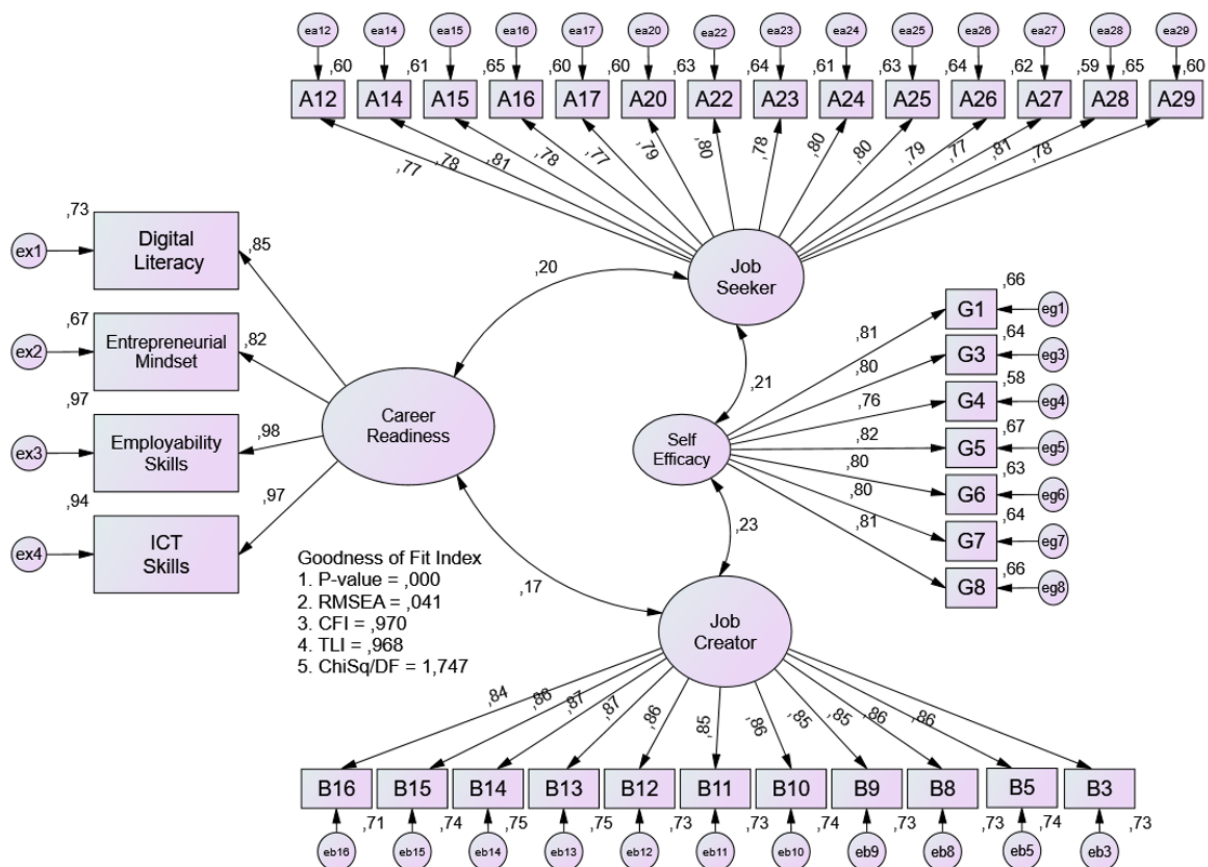 ea12 ea14 ea15 ea16 ea17 ea20 ea22 ea23 ea24 ea25 ea26 ea27 ea28 ea29
,60 ,61 ,65 ,60 ,60 ,63 ,64 ,61 ,63 ,64 ,62 ,59 ,65 ,60
A12 A14 A15 A16 A17 A20 A22 A23 A24 A25 A26 A27 A28 A29
,77 ,78 ,81 ,78 ,77 ,79 ,80 ,78 ,80 ,80 ,79 ,77 ,81 ,78
,73
ex1
Digital
Literacy
,85
,67
ex2
Entrepreneurial
Mindset
,82
,97
ex3
Employability
Skills
,98
,94
ex4
ICT
Skills
,97
Career
Readiness
,20
Job
Seeker
,21
Self
Efficacy
,23
,17
Job
Creator
,81 G1 ,66 eg1
,80 G3 ,64 eg3
,76 G4 ,58 eg4
,82 G5 ,67 eg5
,80 G6 ,63 eg6
,80 G7 ,64 eg7
,81 G8 ,66 eg8
Goodness of Fit Index
1. P-value = ,000
2. RMSEA = ,041
3. CFI = ,970
4. TLI = ,968
5. ChiSq/DF = 1,747
,84 ,86 ,87 ,87 ,86 ,85 ,86 ,85 ,85 ,86 ,86
B16 B15 B14 B13 B12 B11 B10 B9 B8 B5 B3
,71 ,74 ,75 ,75 ,73 ,73 ,74 ,73 ,73 ,74 ,73
eb16 eb15 eb14 eb13 eb12 eb11 eb10 eb9 eb8 eb5 eb3